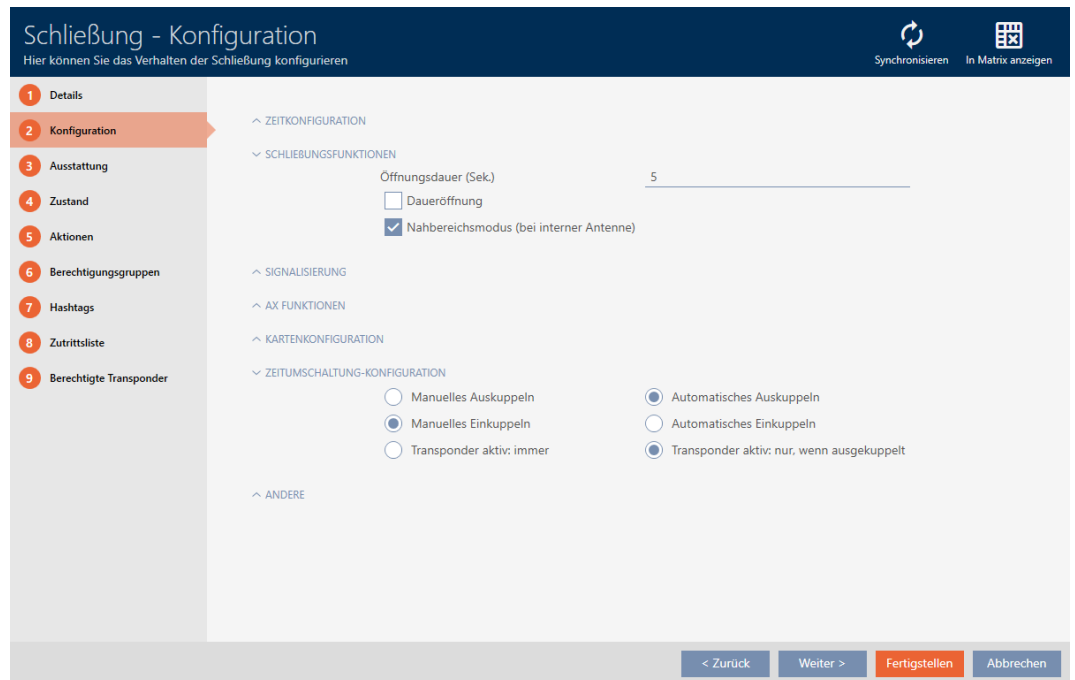 Schließung - Konfiguration
Hier können Sie das Verhalten der Schließung konfigurieren
Synchronisieren
In Matrix anzeigen
1 Details
2 Konfiguration
3 Ausstattung
4 Zustand
5 Aktionen
6 Berechtigungsgruppen
7 Hashtags
8 Zutrittsliste
9 Berechtigte Transponder
ZEITKONFIGURATION
SCHLIEßUNGSFUNKTIONEN
Öffnungsdauer (Sek.) 5
Daueröffnung
Nahbereichsmodus (bei interner Antenne)
SIGNALISIERUNG
AX FUNKTIONEN
KARTENKONFIGURATION
ZEITUMSCHALTUNG-KONFIGURATION
Manuelles Auskuppeln Automatisches Auskuppeln
Manuelles Einkuppeln Automatisches Einkuppeln
Transponder aktiv: immer Transponder aktiv: nur, wenn ausgekuppelt
ANDERE
< Zurück Weiter > Fertigstellen Abbrechen